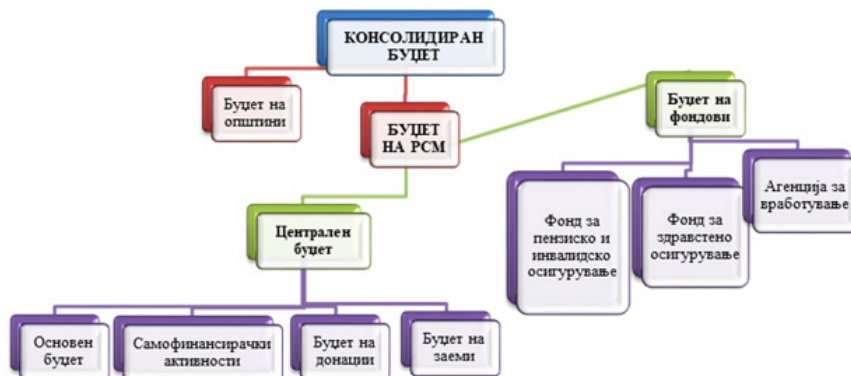 КОНСОЛИДИРАН
БУЏЕТ
Буџет на
општини
БУЏЕТ
НА РСМ
Буџет на
фондови
Централен
буџет
Фонд за
пензиско и
инвалидско
осигурување
Фонд за
здравстено
осигурување
Агенција за
вработување
Основен
буџет
Самофинансирачки
активности
Буџет на
донации
Буџет на
заеми